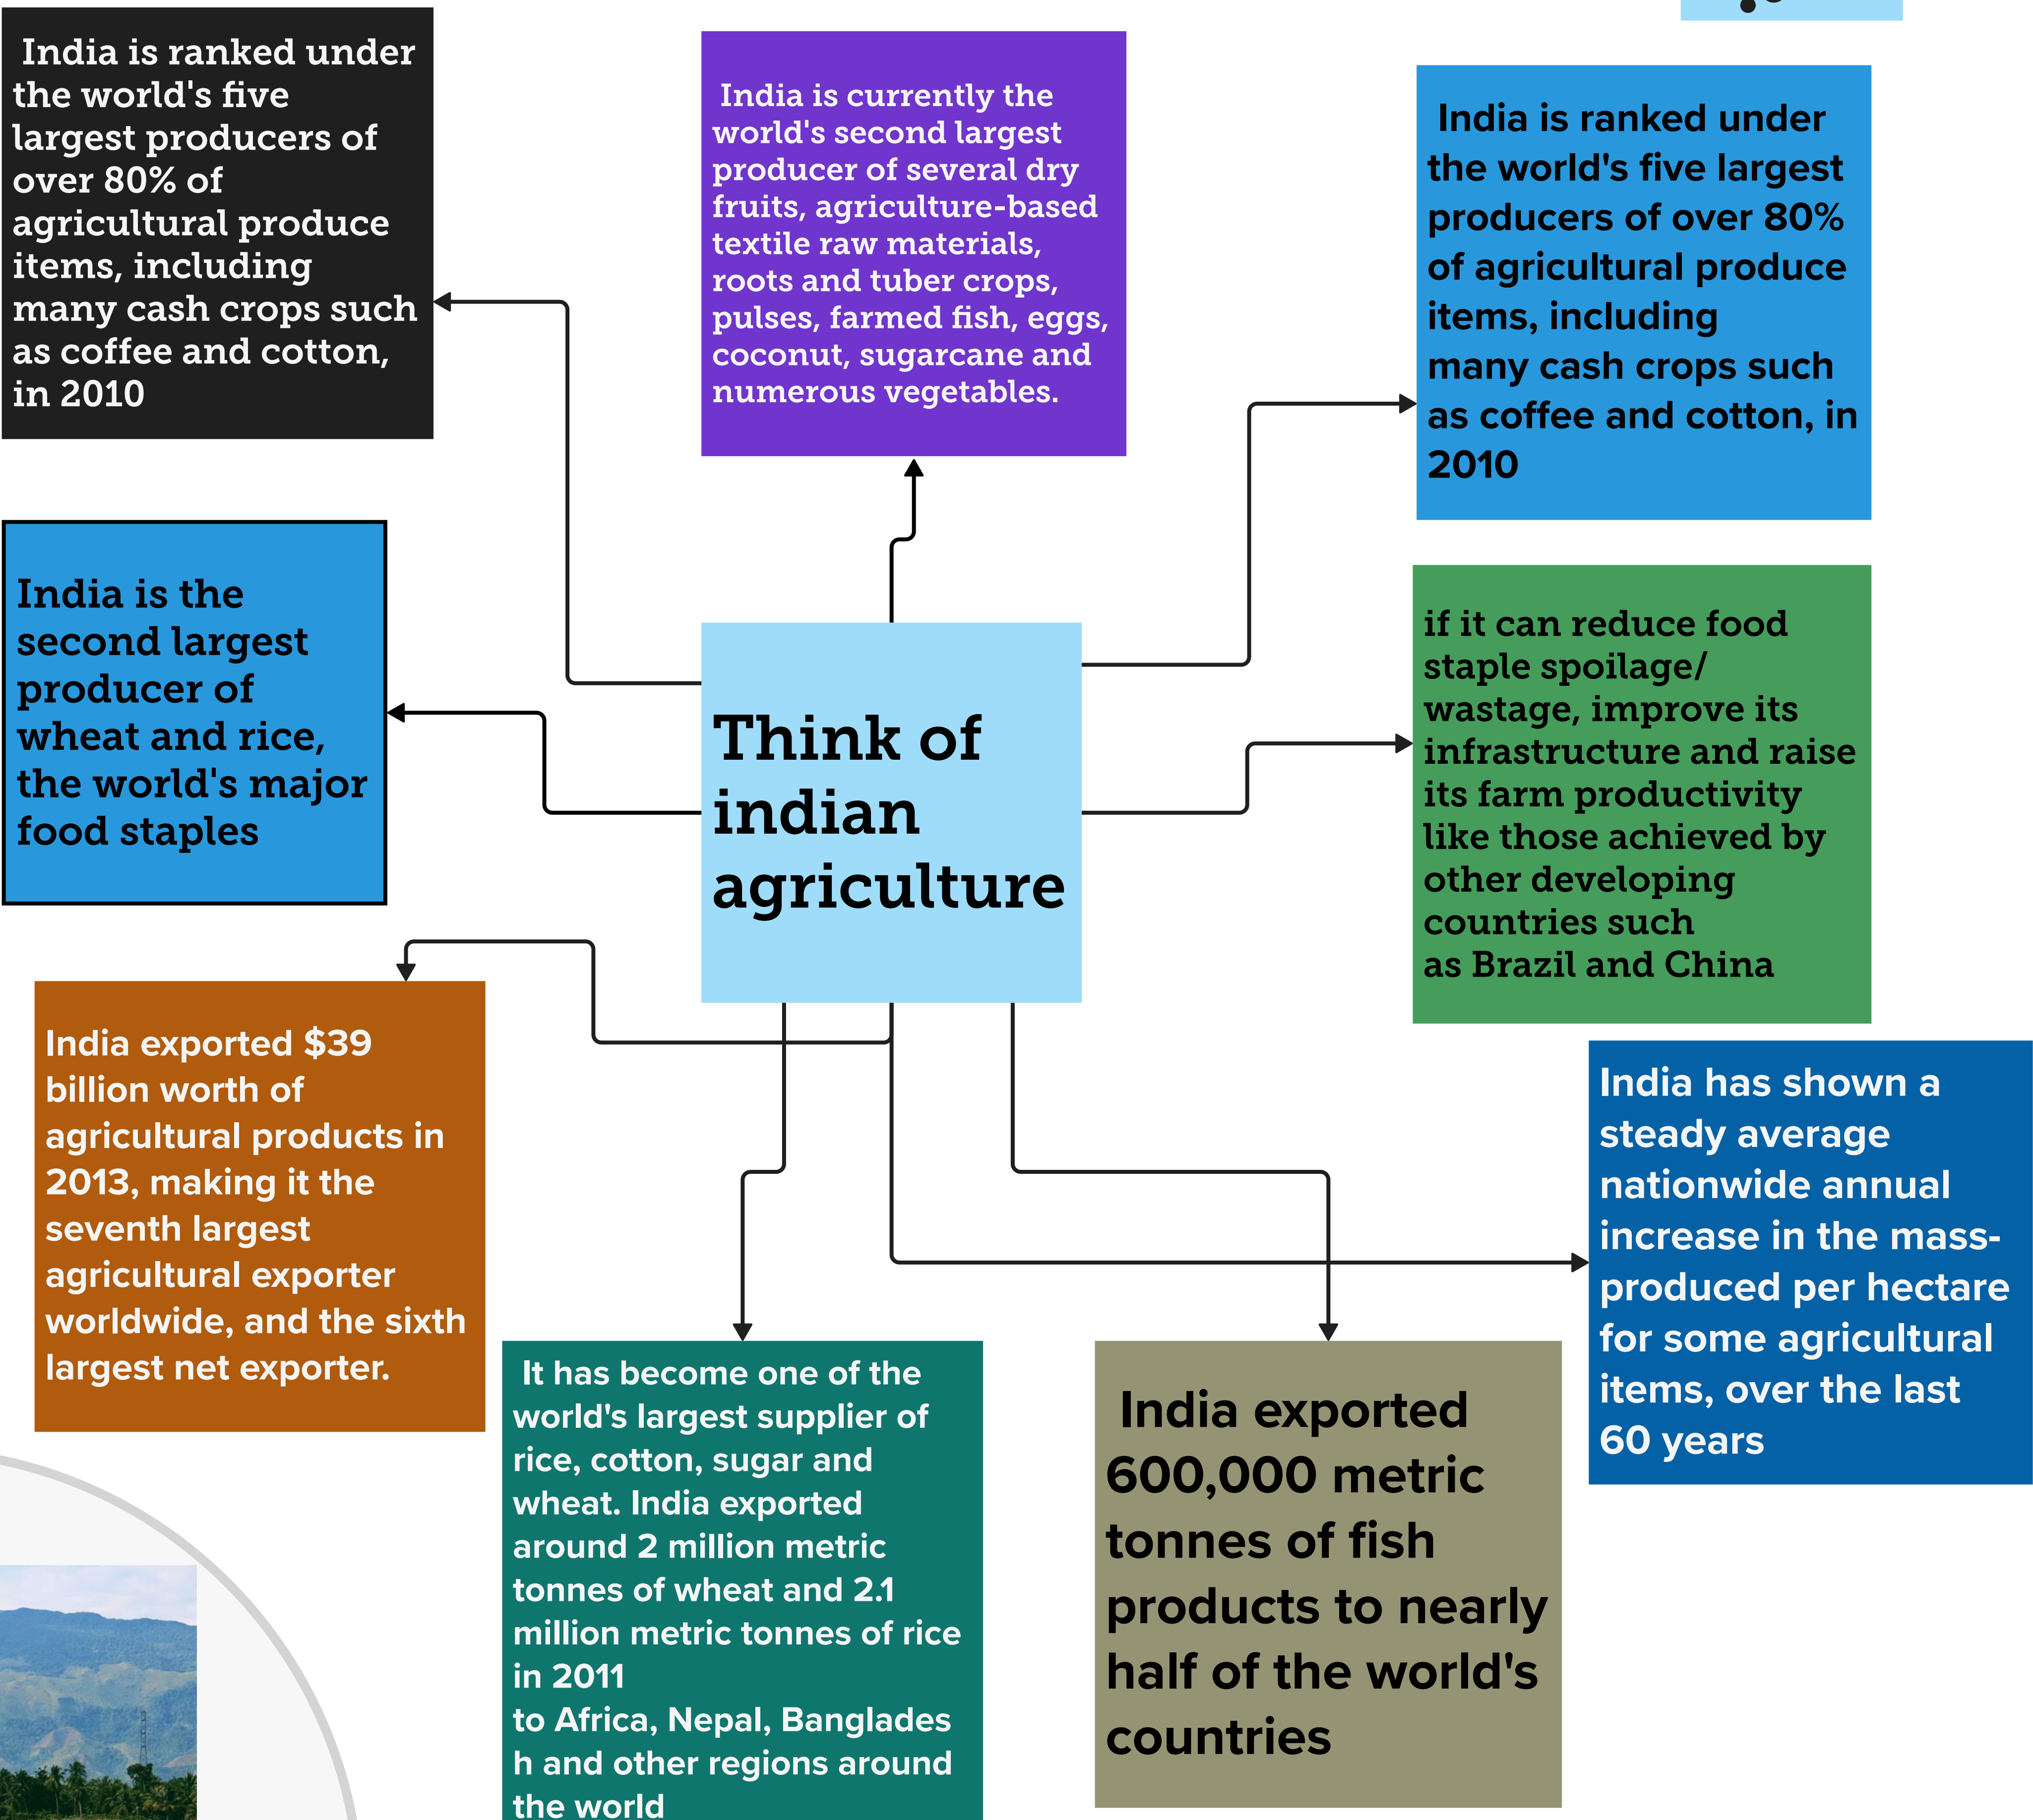 India is ranked under
the world's five
largest producers of
over 80% of
agricultural produce
items, including
many cash crops such
as coffee and cotton,
in 2010
India is currently the
world's second largest
producer of several dry
fruits, agriculture-based
textile raw materials,
roots and tuber crops,
pulses, farmed fish, eggs,
coconut, sugarcane and
numerous vegetables.
India is ranked under
the world's five largest
producers of over 80%
of agricultural produce
items, including
many cash crops such
as coffee and cotton, in
2010
India is the
second largest
producer of
wheat and rice,
the world's major
food staples
Think of
indian
agriculture
if it can reduce food
staple spoilage/
wastage, improve its
infrastructure and raise
its farm productivity
like those achieved by
other developing
countries such
as Brazil and China
India exported $39
billion worth of
agricultural products in
2013, making it the
seventh largest
agricultural exporter
worldwide, and the sixth
largest net exporter.
It has become one of the
world's largest supplier of
rice, cotton, sugar and
wheat. India exported
around 2 million metric
tonnes of wheat and 2.1
million metric tonnes of rice
in 2011
to Africa, Nepal, Banglades
h and other regions around
the world
India exported
600,000 metric
tonnes of fish
products to nearly
half of the world's
countries
India has shown a
steady average
nationwide annual
increase in the mass-
produced per hectare
for some agricultural
items, over the last
60 years